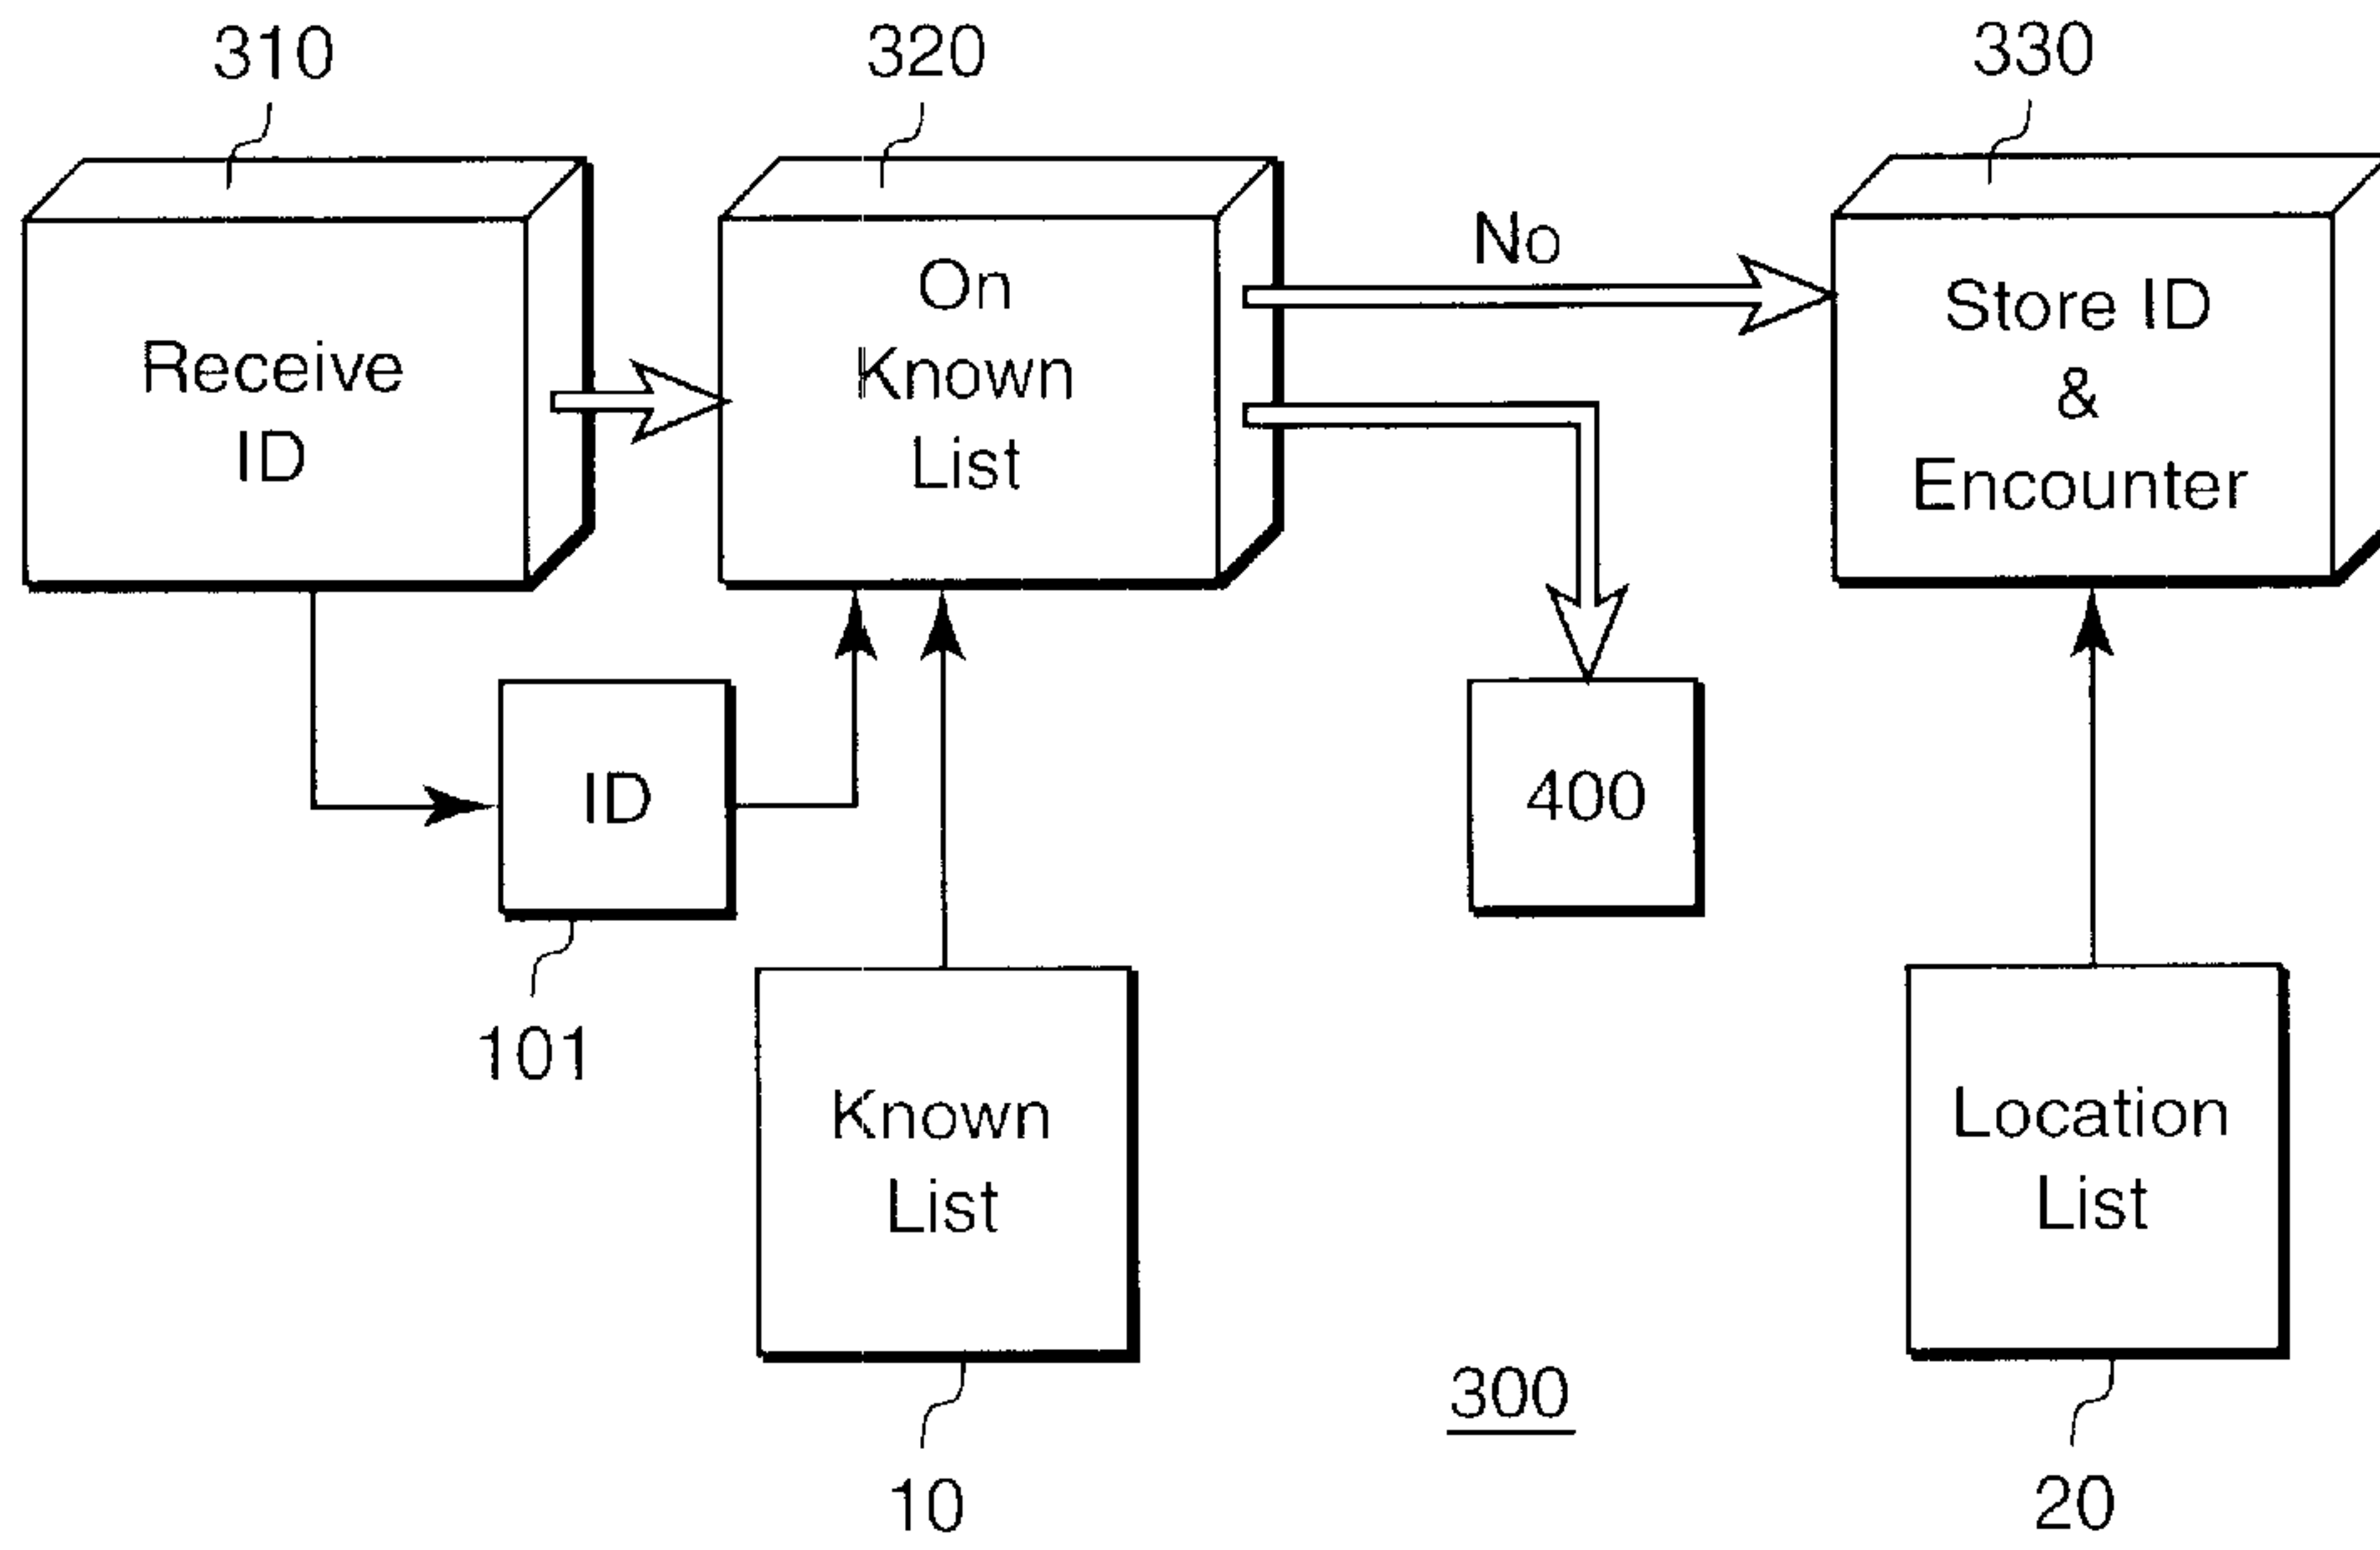 310
320
330
Receive
ID
On
Known
List
No
Store ID
&
Encounter
ID
400
101
Known
List
Location
List
300
10
20